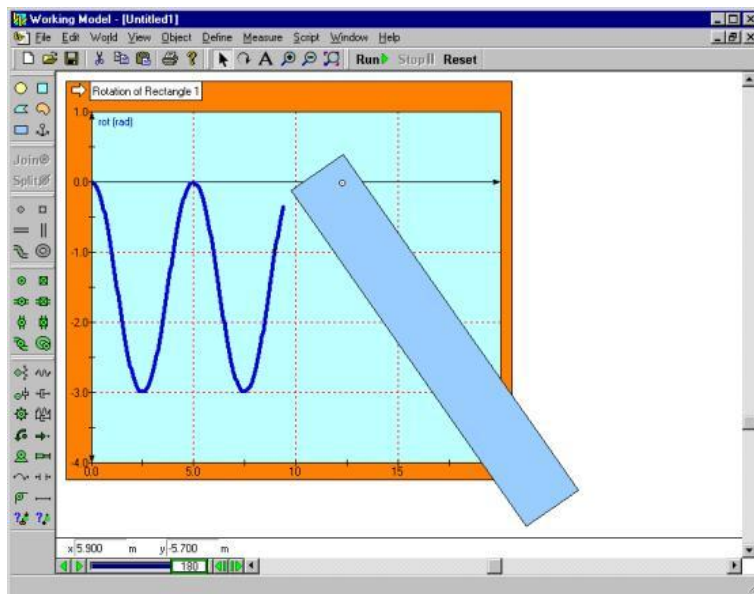 Working Model - [Untitled1]
File Edit World View Object Define Measure Script Window Help
A Run Stop Reset
Rotation of Rectangle 1
Join
Split
1.0
rot (rad)
0.0
-1.0
-2.0
-3.0
-4.0
0.0 5.0 10 15
x 5.900 m y -5.700 m
180